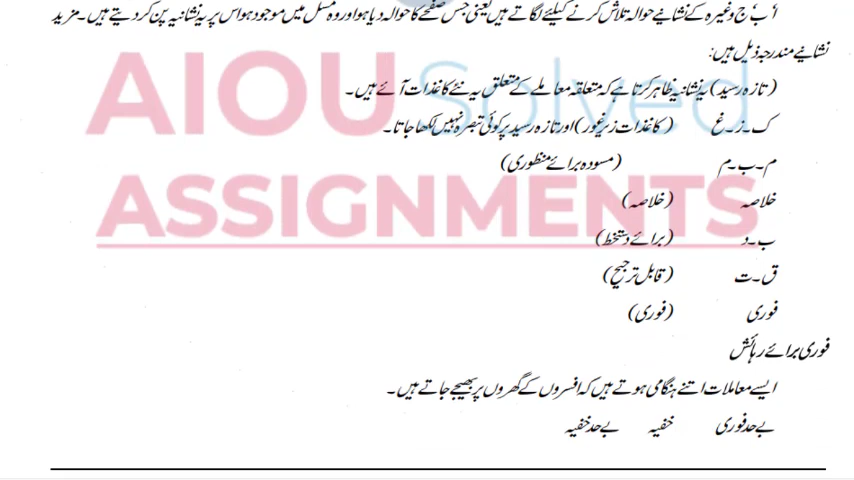 أ ب ج وغیرہ کے نشانیے حوالہ تلاش کرنے کیلئے لگاتے ہیں یعنی جس صفحے کا حوالہ دیا ہو اور وہ مسل میں موجود ہو اس پر یہ نشانیہ پن کر دیتے ہیں۔ مزید
نشانیے مندرجہ ذیل ہیں:
(تازہ رسید) یہ نشانیہ ظاہر کرتا ہے کہ متعلقہ معاملے کے متعلق یہ نئے کاغذات آئے ہیں۔
ک۔ز۔غ (کاغذات زیر غور) اور تازہ رسید پر کوئی تبصرہ نہیں لکھا جاتا۔
م۔ب۔م (مسودہ برائے منظوری)
خلاصہ (خلاصہ)
ب۔د (برائے دستخط)
ق۔ت (قابل ترجیح)
فوری (فوری)
فوری برائے رہائش
ایسے معاملات اتنے ہنگامی ہوتے ہیں کہ افسروں کے گھروں پر بھیجے جاتے ہیں۔
بے حد فوری خفیہ بے حد خفیہ
AIOU Solved
ASSIGNMENTS